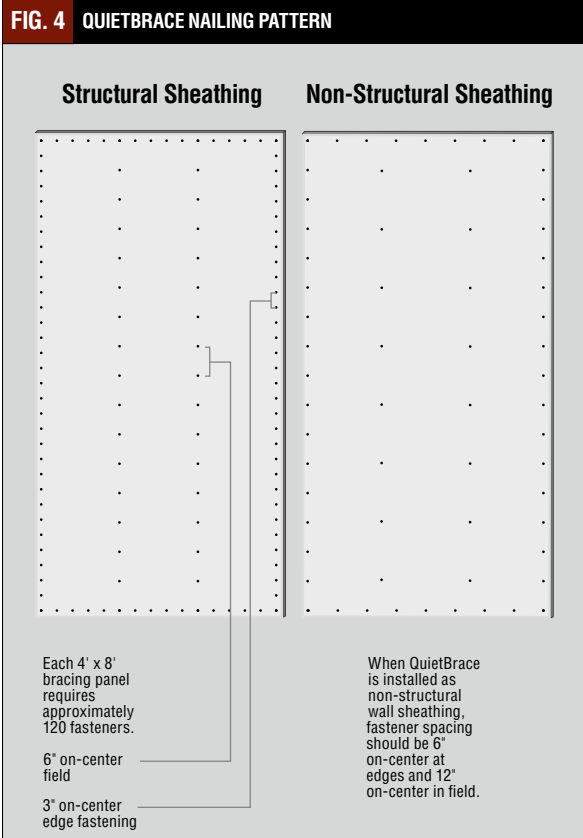 FIG. 4 QUIETBRACE NAILING PATTERN
Structural Sheathing
Non-Structural Sheathing
Each 4' x 8'
bracing panel
requires
approximately
120 fasteners.
6" on-center
field
3" on-center
edge fastening
When QuietBrace
is installed as
non-structural
wall sheathing,
fastener spacing
should be 6"
on-center at
edges and 12"
on-center in field.